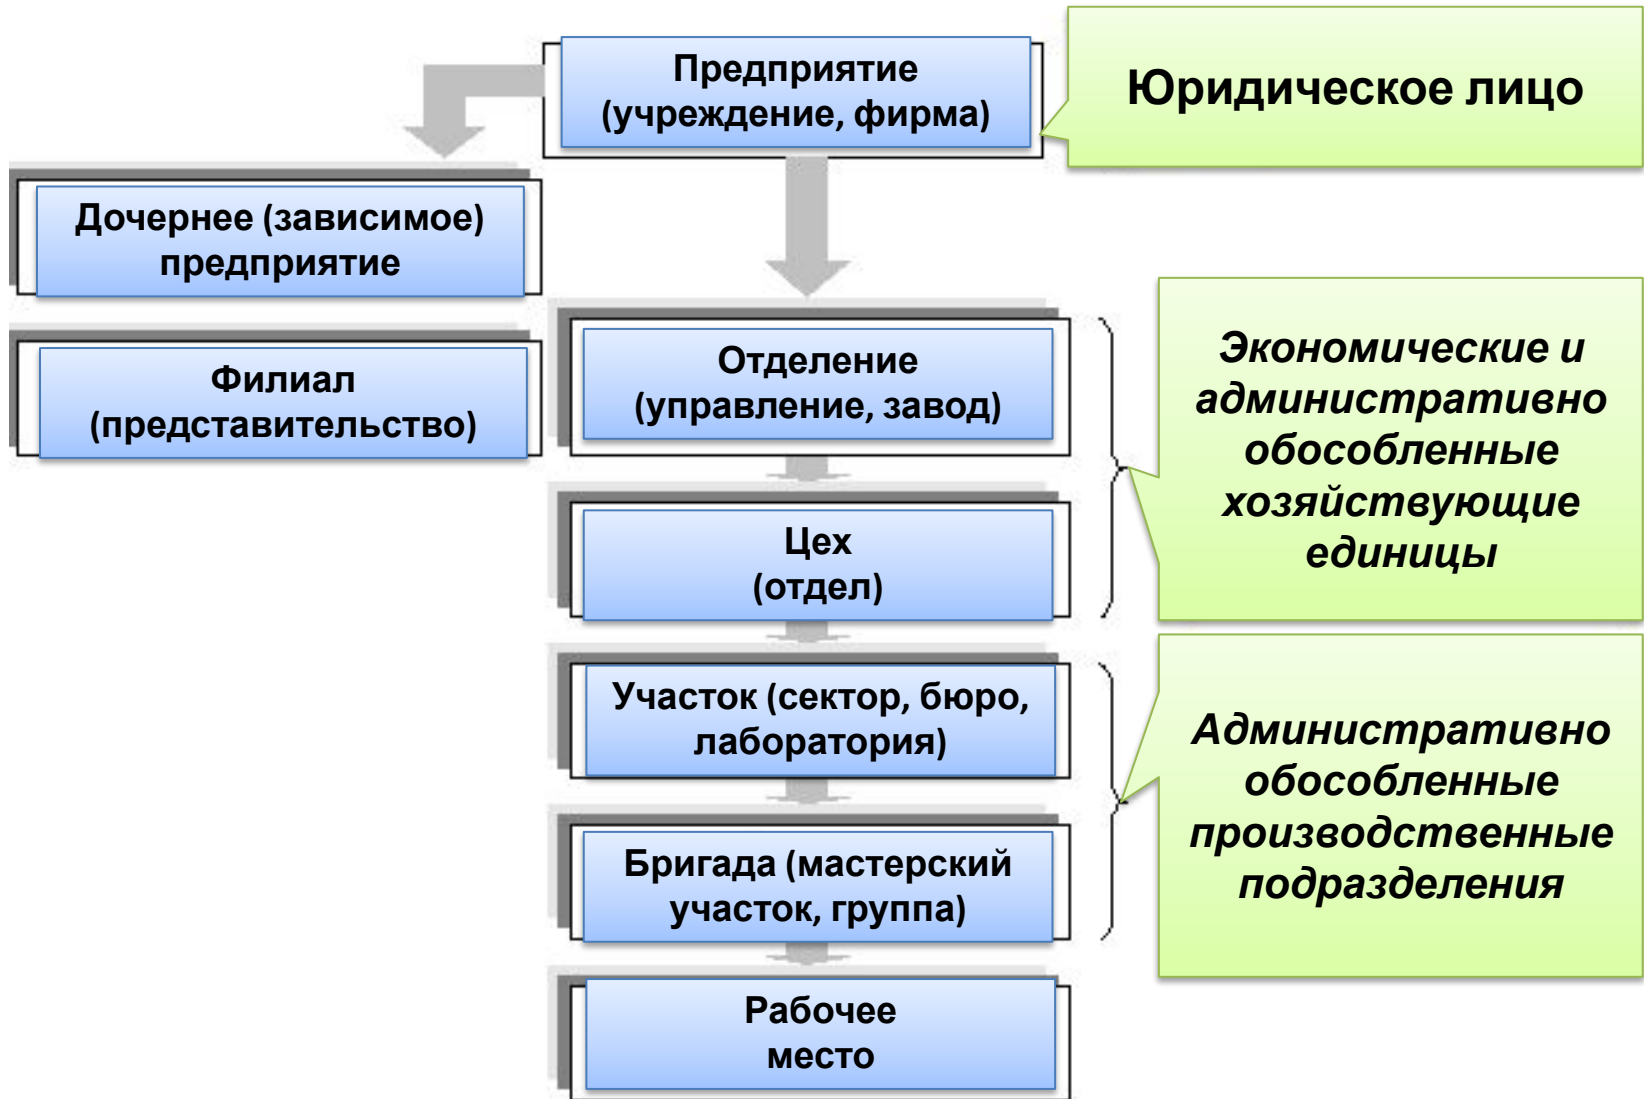 Предприятие
(учреждение, фирма)
Юридическое лицо
Дочернее (зависимое)
предприятие
Филиал
(представительство)
Отделение
(управление, завод)
Экономические и
административно
обособленные
хозяйствующие
единицы
Цех
(отдел)
Участок (сектор, бюро,
лаборатория)
Административно
обособленные
производственные
подразделения
Бригада (мастерский
участок, группа)
Рабочее
место